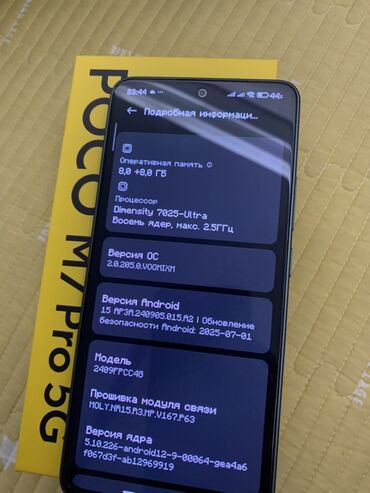 23:44
44
← Подробная информаци...
Оперативная память
8,0 +8,0 ГБ
Процессор
Dimensity 7025-Ultra
Восемь ядер, макс. 2.5ГГц
Версия ОС
2.0.205.0.VOOMIXM
Версия Android
15 AP3A.240905.015.A2 | Обновление
безопасности Android: 2025-07-01
Модель
2409FPCC4G
Прошивка модуля связи
MOLY.NR15.R3.MP.V167.P63
Версия ядра
5.10.226-android12-9-00064-gea4a6
f067d3f-ab12969919
POCO M7 Pro 5G